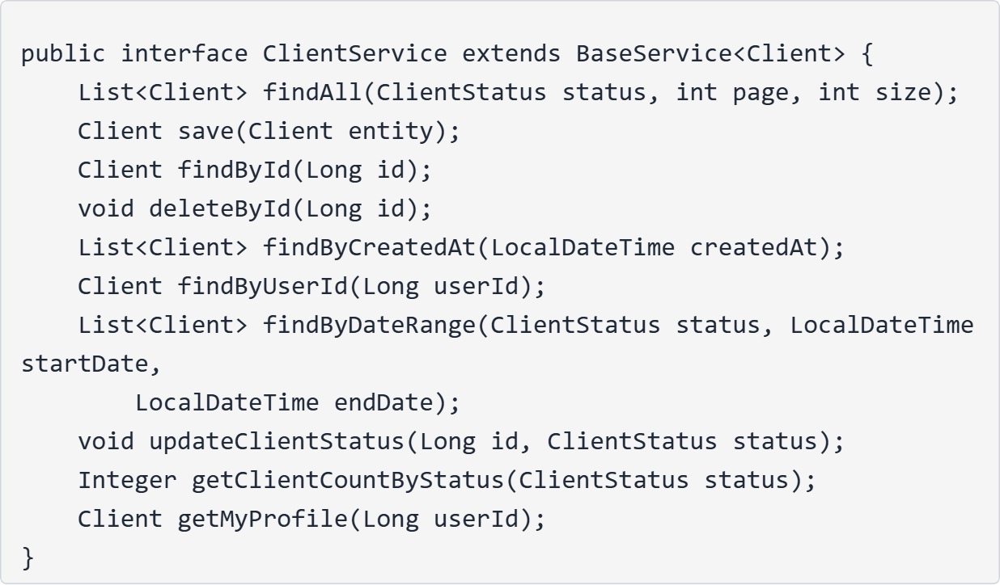 public interface ClientService extends BaseService<Client> {
    List<Client> findAll(ClientStatus status, int page, int size);
    Client save(Client entity);
    Client findById(Long id);
    void deleteById(Long id);
    List<Client> findByCreatedAt(LocalDateTime createdAt);
    Client findByUserId(Long userId);
    List<Client> findByDateRange(ClientStatus status, LocalDateTime
startDate,
        LocalDateTime endDate);
    void updateClientStatus(Long id, ClientStatus status);
    Integer getClientCountByStatus(ClientStatus status);
    Client getMyProfile(Long userId);
}